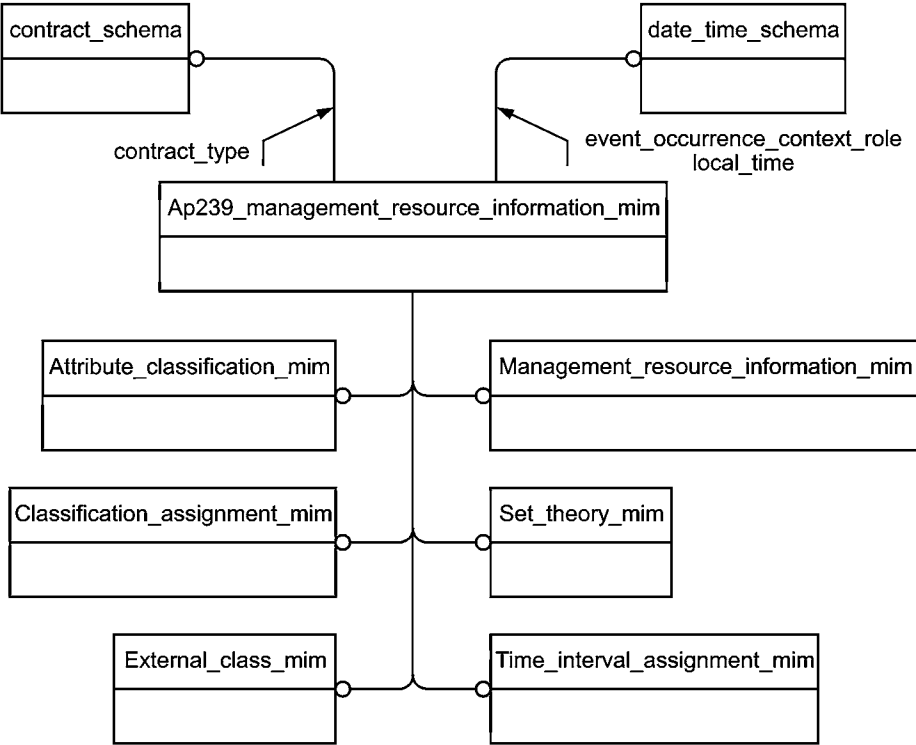 contract_schema
date_time_schema
contract_type
event_occurrence_context_role
local_time
Ap239_management_resource_information_mim
Attribute_classification_mim
Management_resource_information_mim
Classification_assignment_mim
Set_theory_mim
External_class_mim
Time_interval_assignment_mim